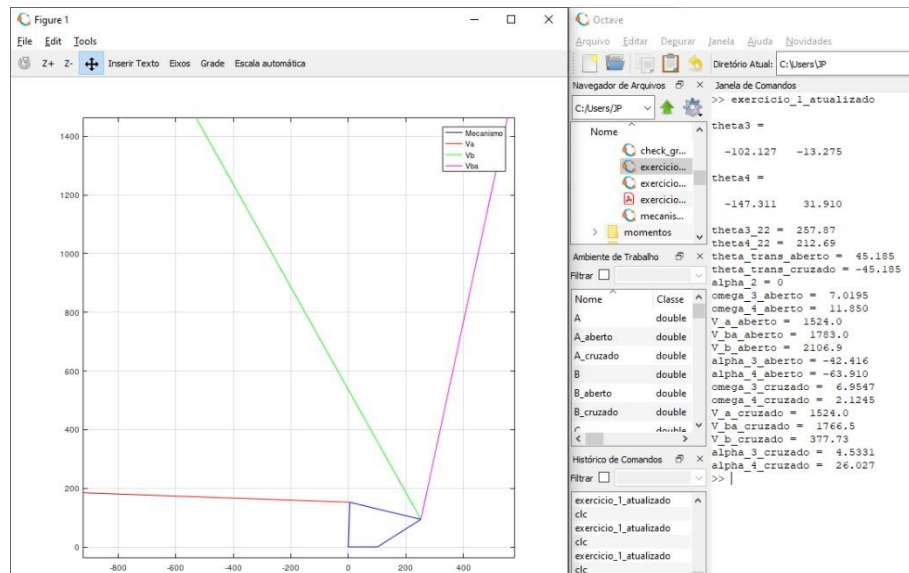 Figure 1
File Edit Tools
Z+ Z- Inserir Texto Eixos Grade Escala automática
1400
1200
1000
800
600
400
200
0
-800 -600 -400 -200 0 200 400
Mecanismo
Va
Vb
Vba
Octave
Arquivo Editar Depurar Janela Ajuda Novidades
Diretório Atual: C:\Users\JP
Navegador de Arquivos
C:/Users/JP
Nome
check_gr...
exercicio...
exercicio...
exercicio...
mecanis...
momentos
Ambiente de Trabalho
Filtrar
Nome Classe
A double
A_aberto double
A_cruzado double
B double
B_aberto double
B_cruzado double
Histórico de Comandos
Filtrar
exercicio_1_atualizado
clc
exercicio_1_atualizado
clc
exercicio_1_atualizado
clc
Janela de Comandos
>> exercicio_1_atualizado
theta3 =
-102.127 -13.275
theta4 =
-147.311 31.910
theta3_22 = 257.87
theta4_22 = 212.69
theta_trans_aberto = 45.185
theta_trans_cruzado = -45.185
alpha_2 = 0
omega_3_aberto = 7.0195
omega_4_aberto = 11.850
V_a_aberto = 1524.0
V_ba_aberto = 1783.0
V_b_aberto = 2106.9
alpha_3_aberto = -42.416
alpha_4_aberto = -63.910
omega_3_cruzado = 6.9547
omega_4_cruzado = 2.1245
V_a_cruzado = 1524.0
V_ba_cruzado = 1766.5
V_b_cruzado = 377.73
alpha_3_cruzado = 4.5331
alpha_4_cruzado = 26.027
>>